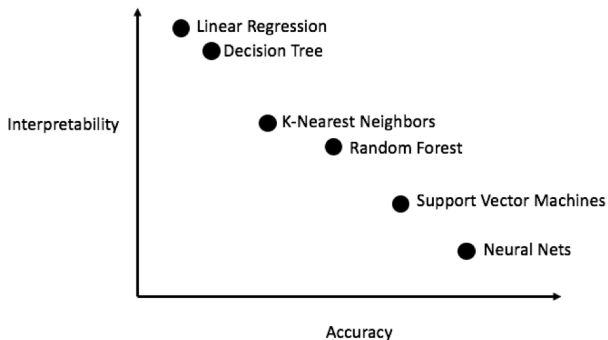 Linear Regression
Decision Tree
Interpretability
K-Nearest Neighbors
Random Forest
Support Vector Machines
Neural Nets
Accuracy